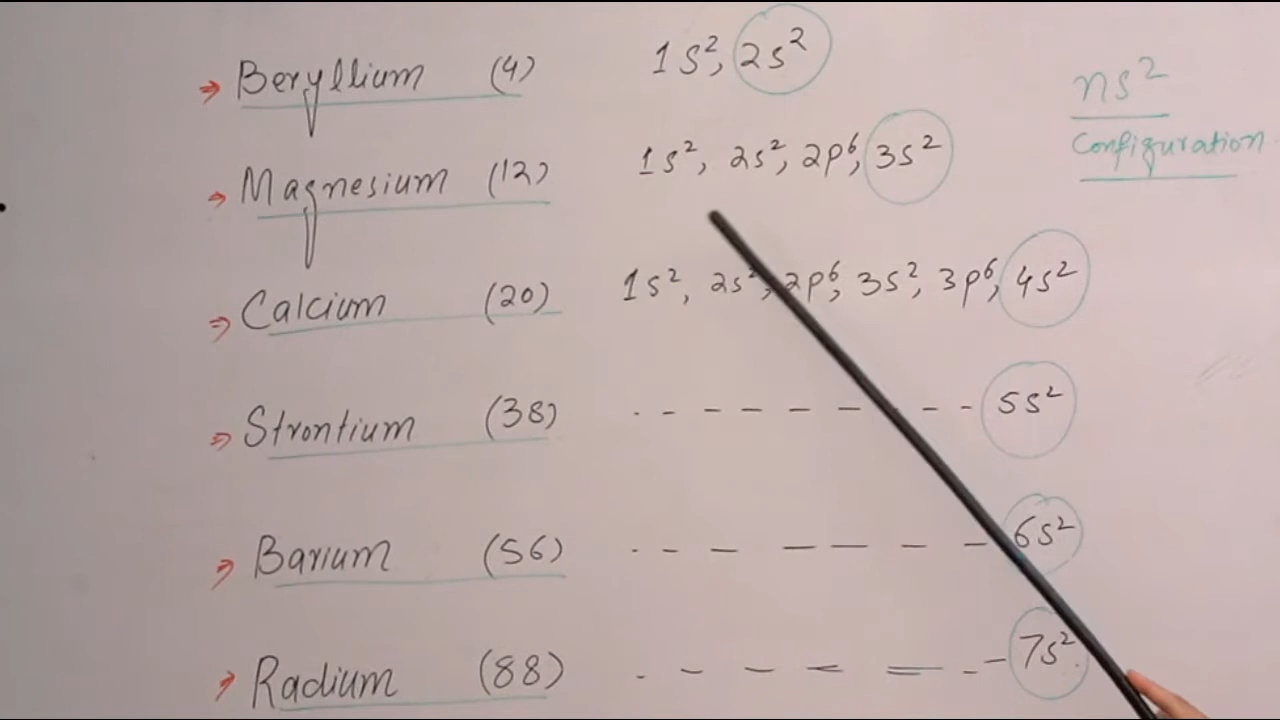 ⇒ Beryllium (4) 1s², 2s²
ns²
Configuration
⇒ Magnesium (12) 1s², 2s², 2p⁶, 3s²
⇒ Calcium (20) 1s², 2s², 2p⁶, 3s², 3p⁶, 4s²
⇒ Strontium (38) - - - - - - - - 5s²
⇒ Barium (56) - - - - - - - 6s²
⇒ Radium (88) - - - - - - - 7s²